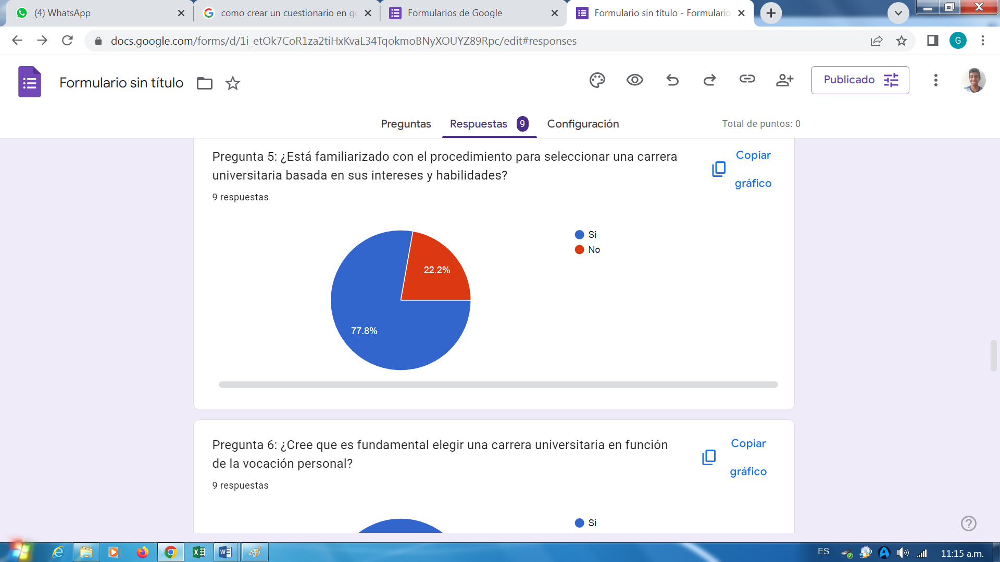 (4) WhatsApp
como crear un cuestionario en go
Formularios de Google
Formulario sin título - Formulario
docs.google.com/forms/d/1i_etOk7CoR1za2tiHxKvaL34TqokmoBNyXOUYZ89Rpc/edit#responses
G
Formulario sin título
Publicado
Preguntas
Respuestas 9
Configuración
Total de puntos: 0
Pregunta 5: ¿Está familiarizado con el procedimiento para seleccionar una carrera
universitaria basada en sus intereses y habilidades?
Copiar
gráfico
9 respuestas
Si
No
22.2%
77.8%
Pregunta 6: ¿Cree que es fundamental elegir una carrera universitaria en función
de la vocación personal?
Copiar
gráfico
9 respuestas
Si
ES
11:15 a.m.